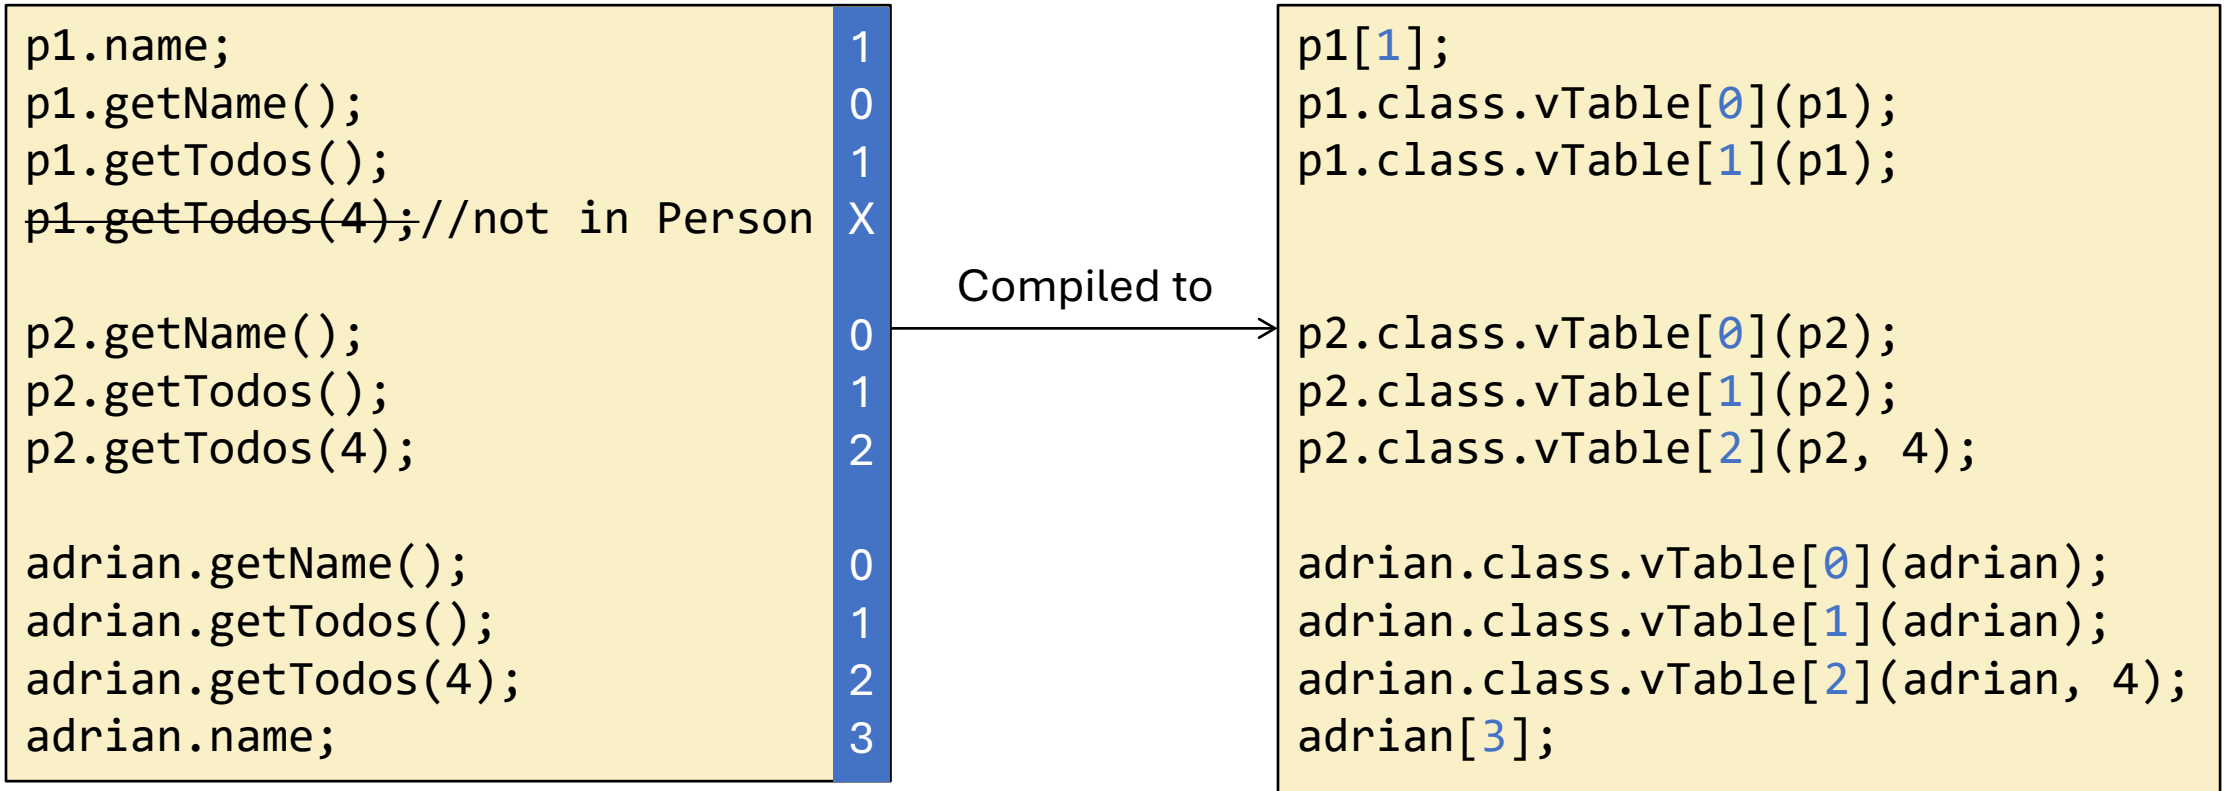 p1.name; 1
p1.getName(); 0
p1.getTodos(); 1
p1.getTodos(4);//not in Person X
p2.getName(); 0
p2.getTodos(); 1
p2.getTodos(4); 2
adrian.getName(); 0
adrian.getTodos(); 1
adrian.getTodos(4); 2
adrian.name; 3
Compiled to
p1[1];
p1.class.vTable[0](p1);
p1.class.vTable[1](p1);
p2.class.vTable[0](p2);
p2.class.vTable[1](p2);
p2.class.vTable[2](p2, 4);
adrian.class.vTable[0](adrian);
adrian.class.vTable[1](adrian);
adrian.class.vTable[2](adrian, 4);
adrian[3];